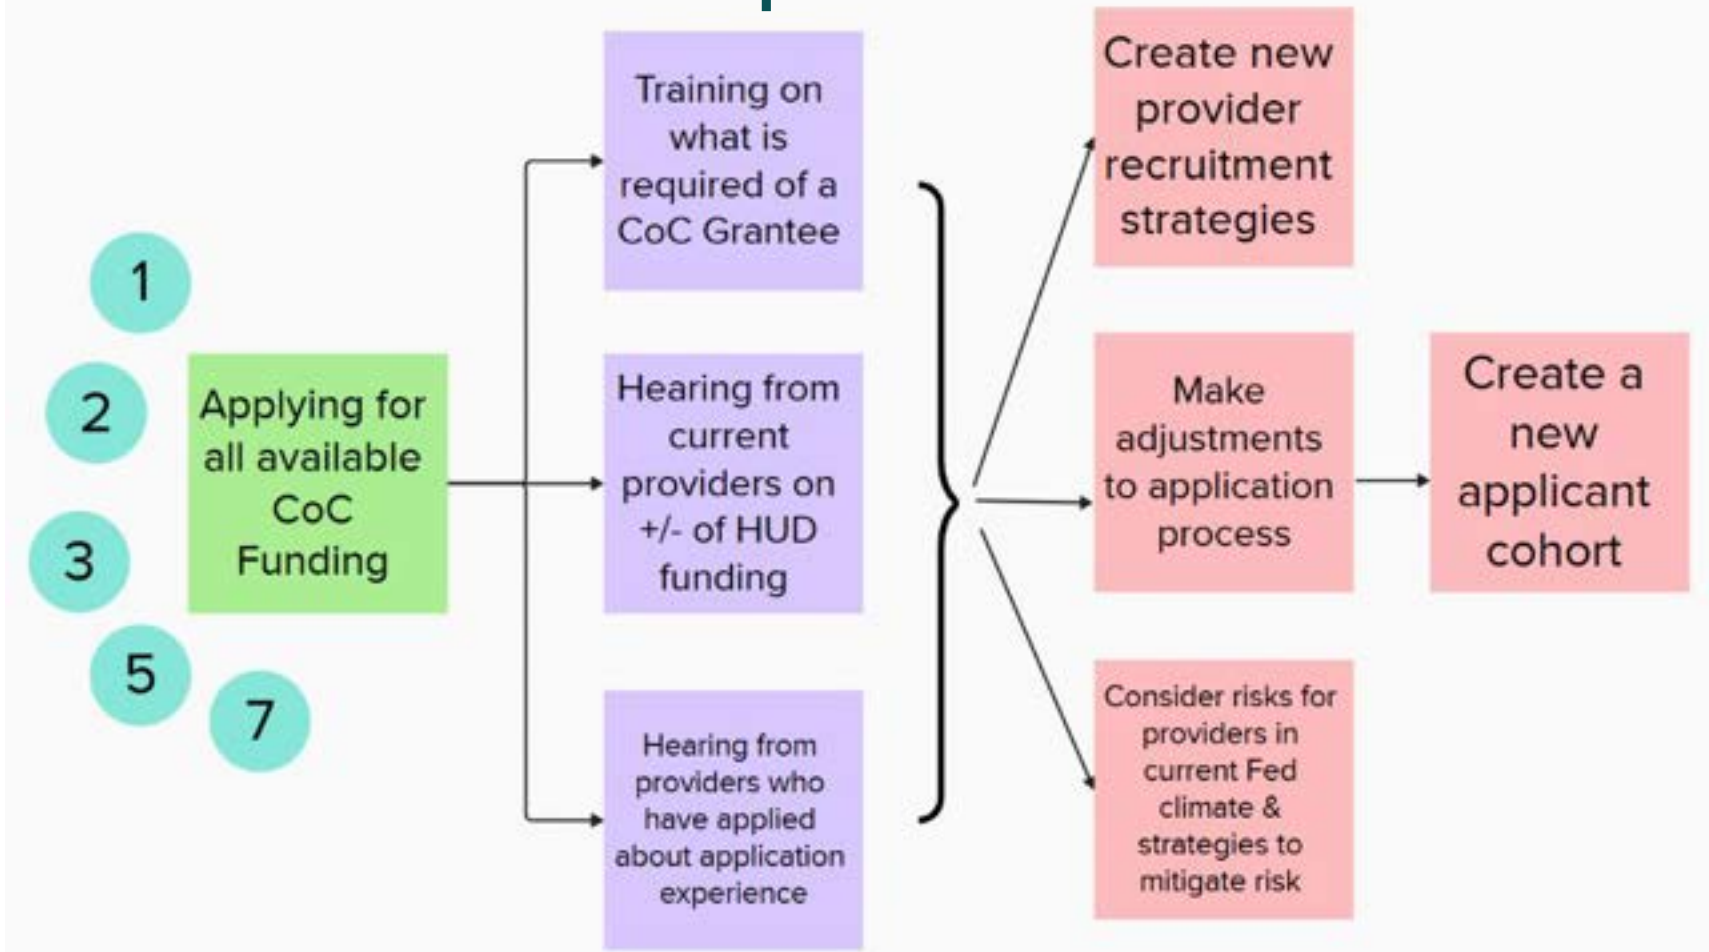 1
2
3
5
7
Applying for
all available
CoC
Funding
Training on
what is
required of a
CoC Grantee
Hearing from
current
providers on
+/- of HUD
funding
Hearing from
providers who
have applied
about application
experience
Create new
provider
recruitment
strategies
Make
adjustments
to application
process
Create a
new
applicant
cohort
Consider risks for
providers in
current Fed
climate &
strategies to
mitigate risk